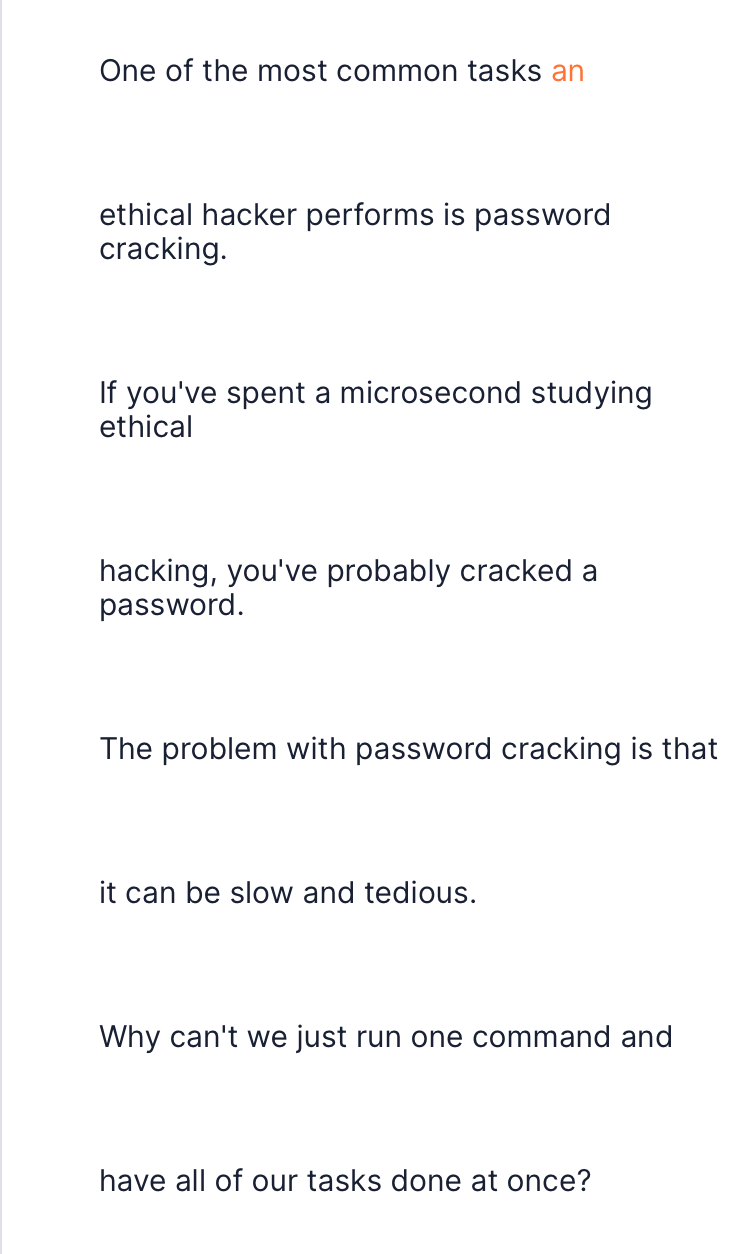 One of the most common tasks an
ethical hacker performs is password
cracking.
If you've spent a microsecond studying
ethical
hacking, you've probably cracked a
password.
The problem with password cracking is that
it can be slow and tedious.
Why can't we just run one command and
have all of our tasks done at once?